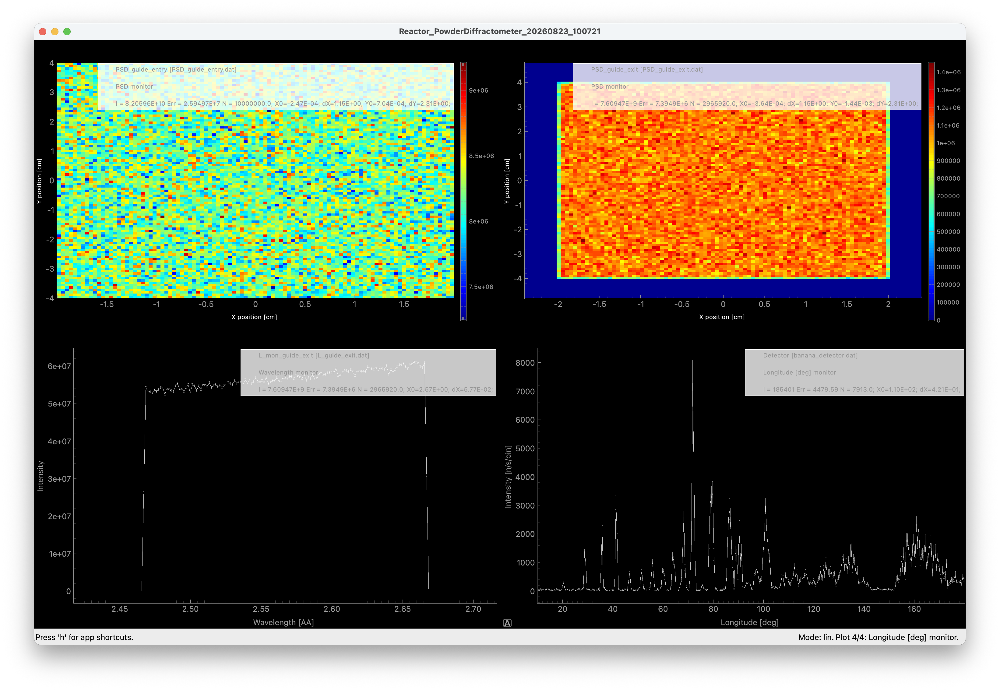 Reactor_PowderDiffractometer_20260823_100721
PSD_guide_entry [PSD_guide_entry.dat]
PSD monitor
I = 8.20596E+10 Err = 2.59497E+7 N = 10000000.0; X0=-2.47E-04; dX=1.15E+00; Y0=7.04E-04; dY=2.31E+00;
4
3
2
1
0
-1
-2
-3
-4
Y position [cm]
-1.5 -1 -0.5 0 0.5 1 1.5
X position [cm]
9e+06
8.5e+06
8e+06
7.5e+06
PSD_guide_exit [PSD_guide_exit.dat]
PSD monitor
I = 7.60947E+9 Err = 7.3949E+6 N = 2965920.0; X0=-3.64E-04; dX=1.15E+00; Y0=-1.44E-03; dY=2.31E+00;
4
3
2
1
0
-1
-2
-3
-4
Y position [cm]
-2 -1.5 -1 -0.5 0 0.5 1 1.5 2
X position [cm]
1.4e+06
1.3e+06
1.2e+06
1.1e+06
1e+06
900000
800000
700000
600000
500000
400000
300000
200000
100000
0
L_mon_guide_exit [L_guide_exit.dat]
Wavelength monitor
I = 7.60947E+9 Err = 7.3949E+6 N = 2965920.0; X0=2.57E+00; dX=5.77E-02;
6e+07
5e+07
4e+07
3e+07
2e+07
1e+07
0
Intensity
2.45 2.50 2.55 2.60 2.65 2.70
Wavelength [AA]
Detector [banana_detector.dat]
Longitude [deg] monitor
I = 185401 Err = 4479.59 N = 7913.0; X0=1.10E+02; dX=4.21E+01;
8000
7000
6000
5000
4000
3000
2000
1000
0
Intensity [n/s/bin]
20 40 60 80 100 120 140 160
Longitude [deg]
A
Press 'h' for app shortcuts.
Mode: lin. Plot 4/4: Longitude [deg] monitor.